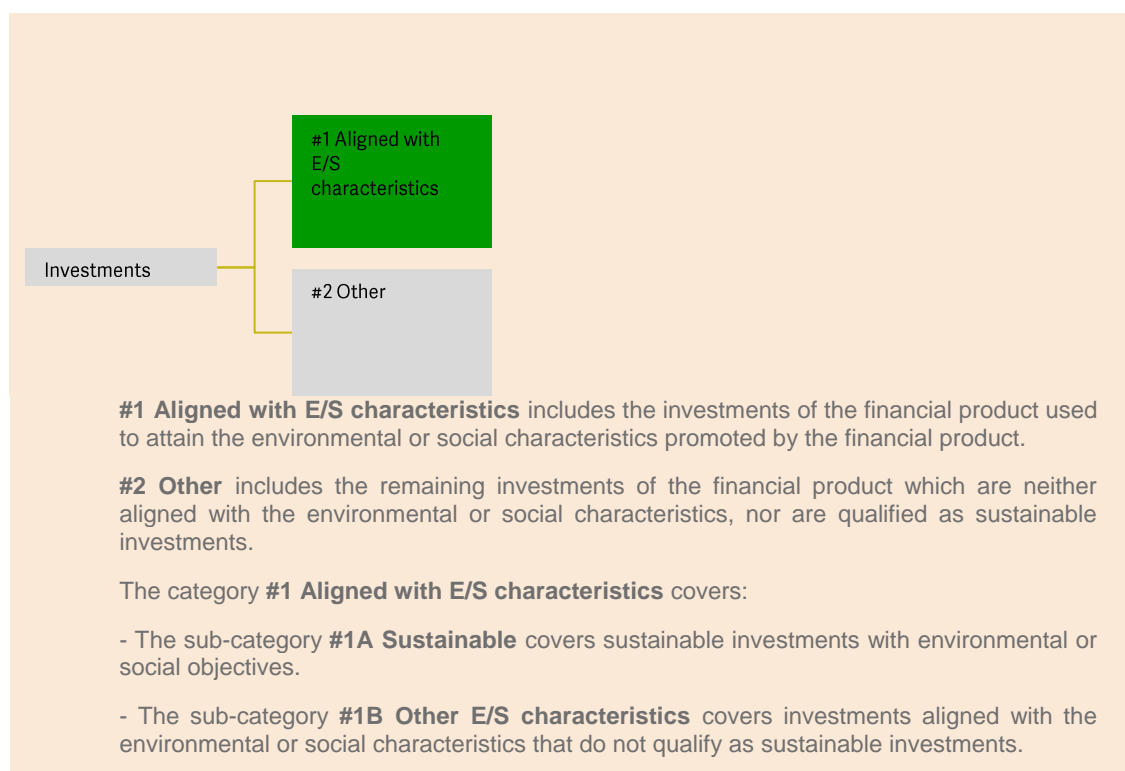 #1 Aligned with
E/S
characteristics
Investments
#2 Other
#1 Aligned with E/S characteristics includes the investments of the financial product used
to attain the environmental or social characteristics promoted by the financial product.
#2 Other includes the remaining investments of the financial product which are neither
aligned with the environmental or social characteristics, nor are qualified as sustainable
investments.
The category #1 Aligned with E/S characteristics covers:
- The sub-category #1A Sustainable covers sustainable investments with environmental or
social objectives.
- The sub-category #1B Other E/S characteristics covers investments aligned with the
environmental or social characteristics that do not qualify as sustainable investments.